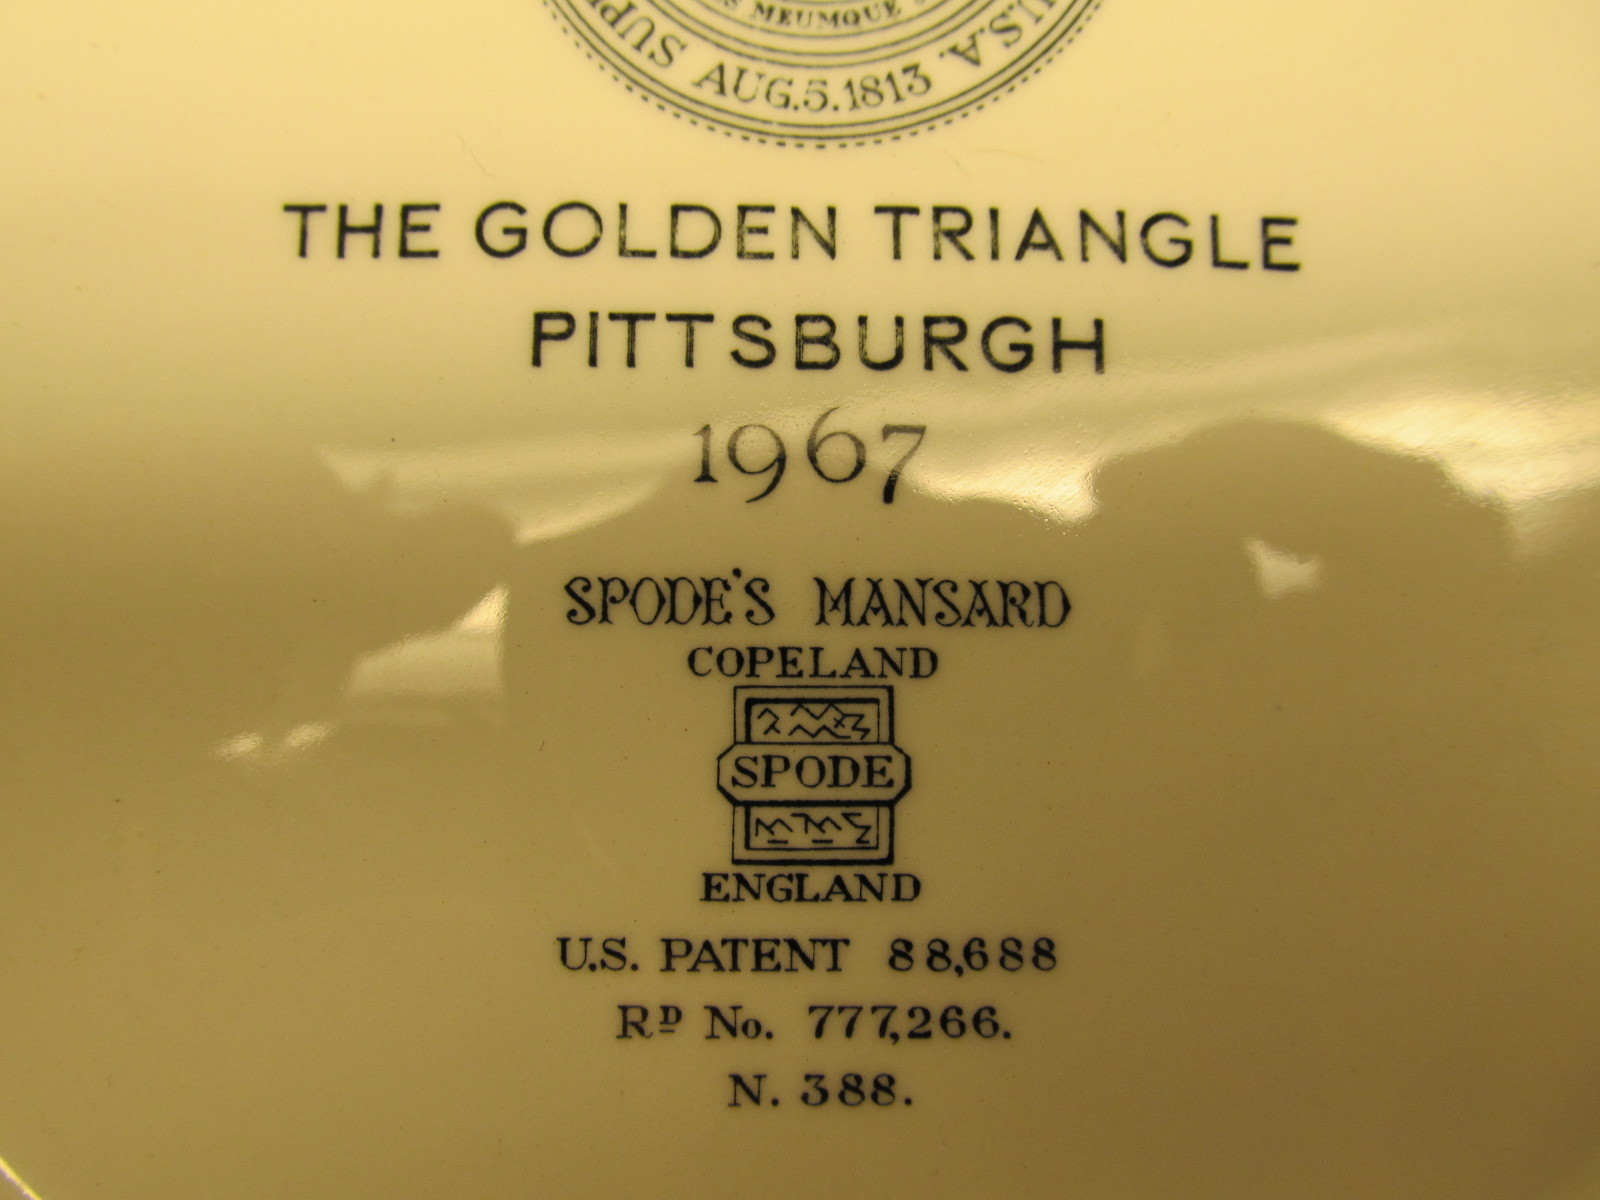 MEUMQUE
AUG. 5. 1813
U.S.A.
THE GOLDEN TRIANGLE
PITTSBURGH
1967
SPODE'S MANSARD
COPELAND
SPODE
ENGLAND
U.S. PATENT 88,688
RD No. 777,266.
N. 388.